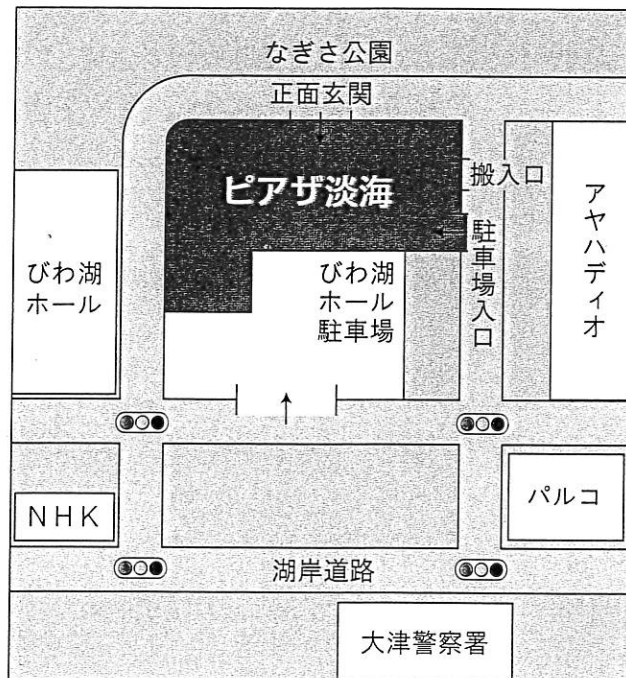 なぎさ公園
正面玄関
ピアザ淡海
搬入口
駐車場入口
アヤハディオ
びわ湖
ホール
びわ湖
ホール
駐車場
NHK
パルコ
湖岸道路
大津警察署